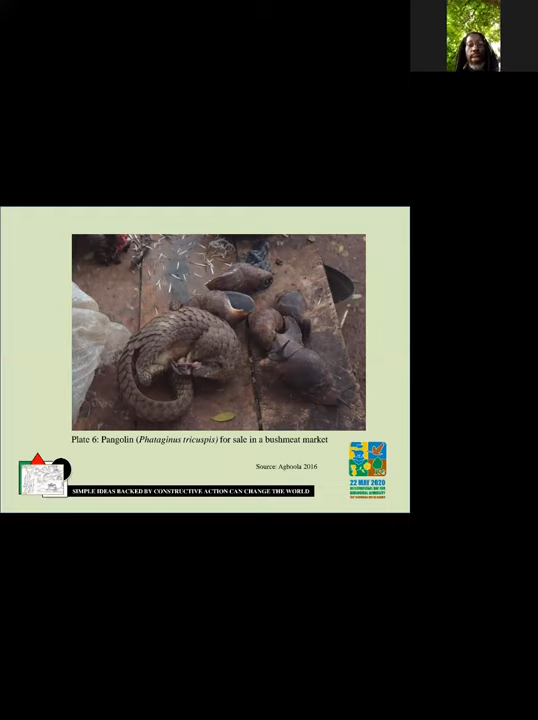 Plate 6: Pangolin (Phataginus tricuspis) for sale in a bushmeat market
Source: Agboola 2016
SIMPLE IDEAS BACKED BY CONSTRUCTIVE ACTION CAN CHANGE THE WORLD
22 MAY 2020
INTERNATIONAL DAY FOR
BIOLOGICAL DIVERSITY